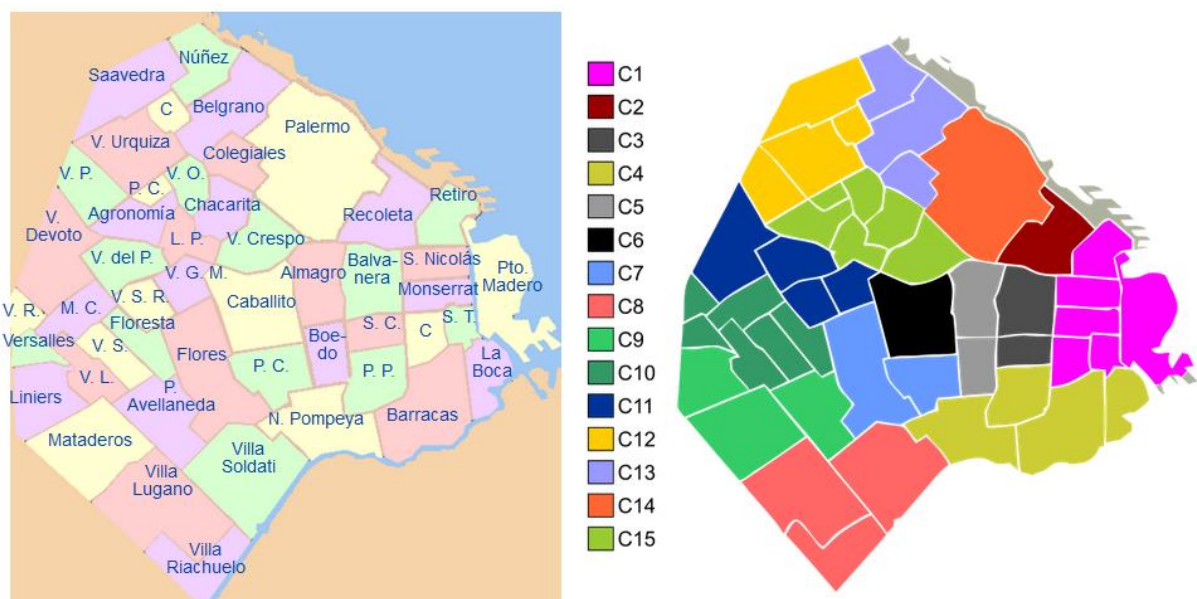 Núñez
Saavedra
C
Belgrano
Palermo
V. Urquiza
Colegiales
V. P.
V. O.
P. C.
Chacarita
Agronomía
Recoleta
Retiro
V.
Devoto
L. P.
V. Crespo
V. del P.
V. G. M.
Almagro
Balva-
nera
S. Nicolás
Pto.
Madero
Caballito
Monserrat
V. R.
M. C.
V. S. R.
Floresta
Versalles
V. S.
Flores
Boe-
do
S. C.
C
S. T.
La
Boca
P. C.
P. P.
V. L.
Liniers
P.
Avellaneda
N. Pompeya
Barracas
Mataderos
Villa
Soldati
Villa
Lugano
Villa
Riachuelo
C1
C2
C3
C4
C5
C6
C7
C8
C9
C10
C11
C12
C13
C14
C15